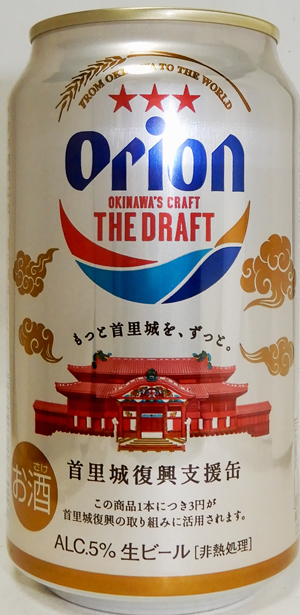 FROM OKINAWA TO THE WORLD
Orion
OKINAWA'S CRAFT
THE DRAFT
もっと首里城を、ずっと。
お酒
さけ
首里城復興支援缶
この商品1本につき3円が
首里城復興の取り組みに活用されます。
ALC.5% 生ビール [非熱処理]